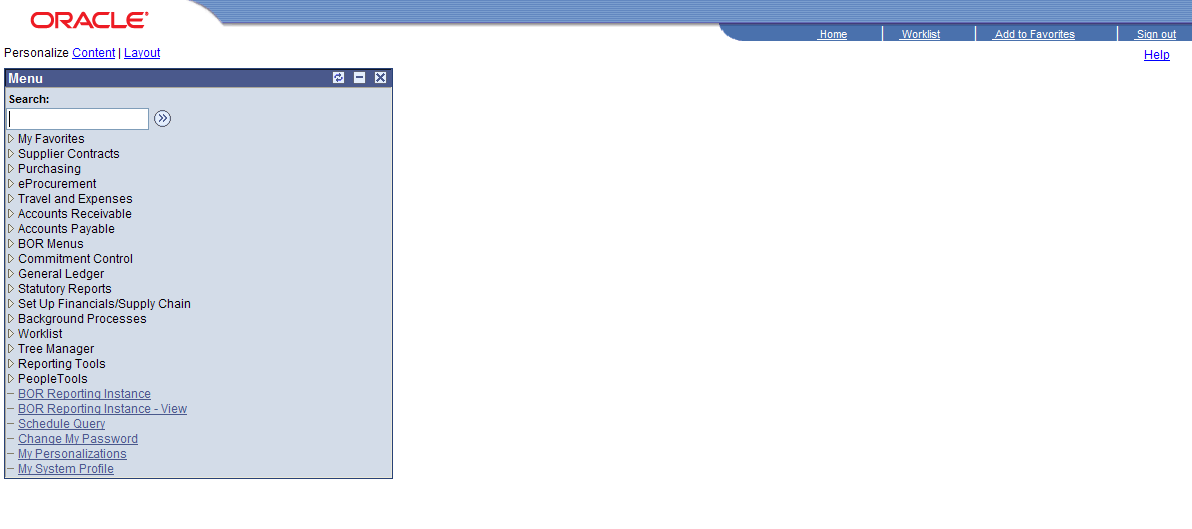 ORACLE
Home Worklist Add to Favorites Sign out
Personalize Content | Layout
Help
Menu
Search:
My Favorites
Supplier Contracts
Purchasing
eProcurement
Travel and Expenses
Accounts Receivable
Accounts Payable
BOR Menus
Commitment Control
General Ledger
Statutory Reports
Set Up Financials/Supply Chain
Background Processes
Worklist
Tree Manager
Reporting Tools
PeopleTools
BOR Reporting Instance
BOR Reporting Instance - View
Schedule Query
Change My Password
My Personalizations
My System Profile